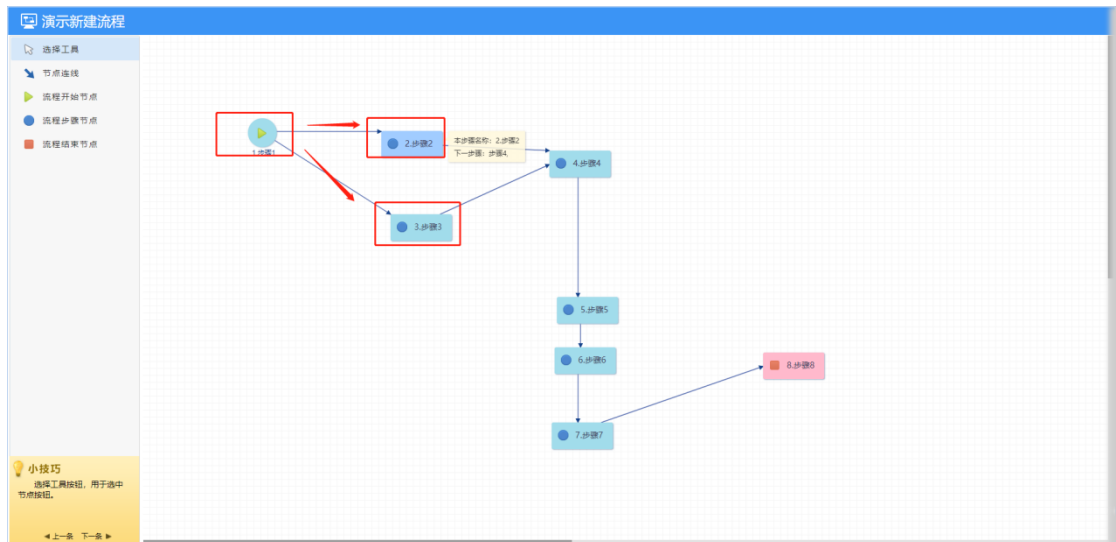 演示新建流程
选择工具
节点连线
流程开始节点
流程步骤节点
流程结束节点
1.步骤1
2.步骤2
本步骤名称：2.步骤2
下一步骤：步骤4.
4.步骤4
3.步骤3
5.步骤5
6.步骤6
8.步骤8
7.步骤7
小技巧
选择工具按钮，用于选中
节点按钮。
上一条 下一条